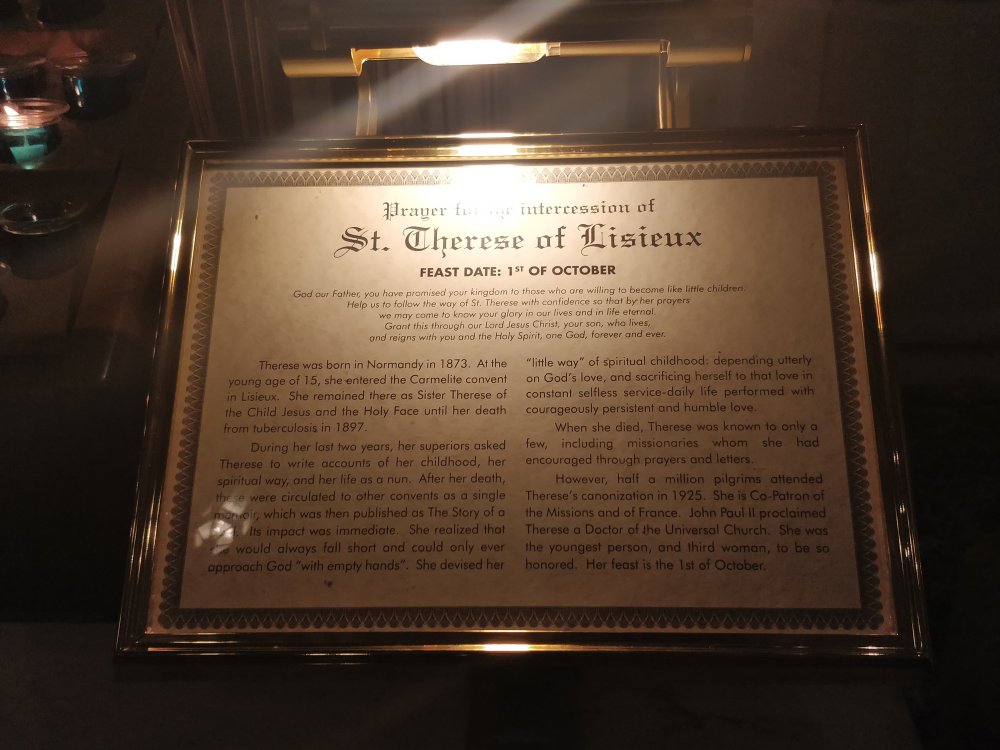 Prayer for the intercession of
St. Therese of Lisieux
FEAST DATE: 1ST OF OCTOBER
God our Father, you have promised your kingdom to those who are willing to become like little children.
Help us to follow the way of St. Therese with confidence so that by her prayers
we may come to know your glory in our lives and in life eternal.
Grant this through our Lord Jesus Christ, your son, who lives,
and reigns with you and the Holy Spirit, one God, forever and ever.
Therese was born in Normandy in 1873. At the
young age of 15, she entered the Carmelite convent
in Lisieux. She remained there as Sister Therese of
the Child Jesus and the Holy Face until her death
from tuberculosis in 1897.
During her last two years, her superiors asked
Therese to write accounts of her childhood, her
spiritual way, and her life as a nun. After her death,
these were circulated to other convents as a single
memoir, which was then published as The Story of a
Its impact was immediate. She realized that
would always fall short and could only ever
approach God "with empty hands". She devised her
"little way" of spiritual childhood: depending utterly
on God's love, and sacrificing herself to that love in
constant selfless service-daily life performed with
courageously persistent and humble love.
When she died, Therese was known to only a
few, including missionaries whom she had
encouraged through prayers and letters.
However, half a million pilgrims attended
Therese's canonization in 1925. She is Co-Patron of
the Missions and of France. John Paul II proclaimed
Therese a Doctor of the Universal Church. She was
the youngest person, and third woman, to be so
honored. Her feast is the 1st of October.